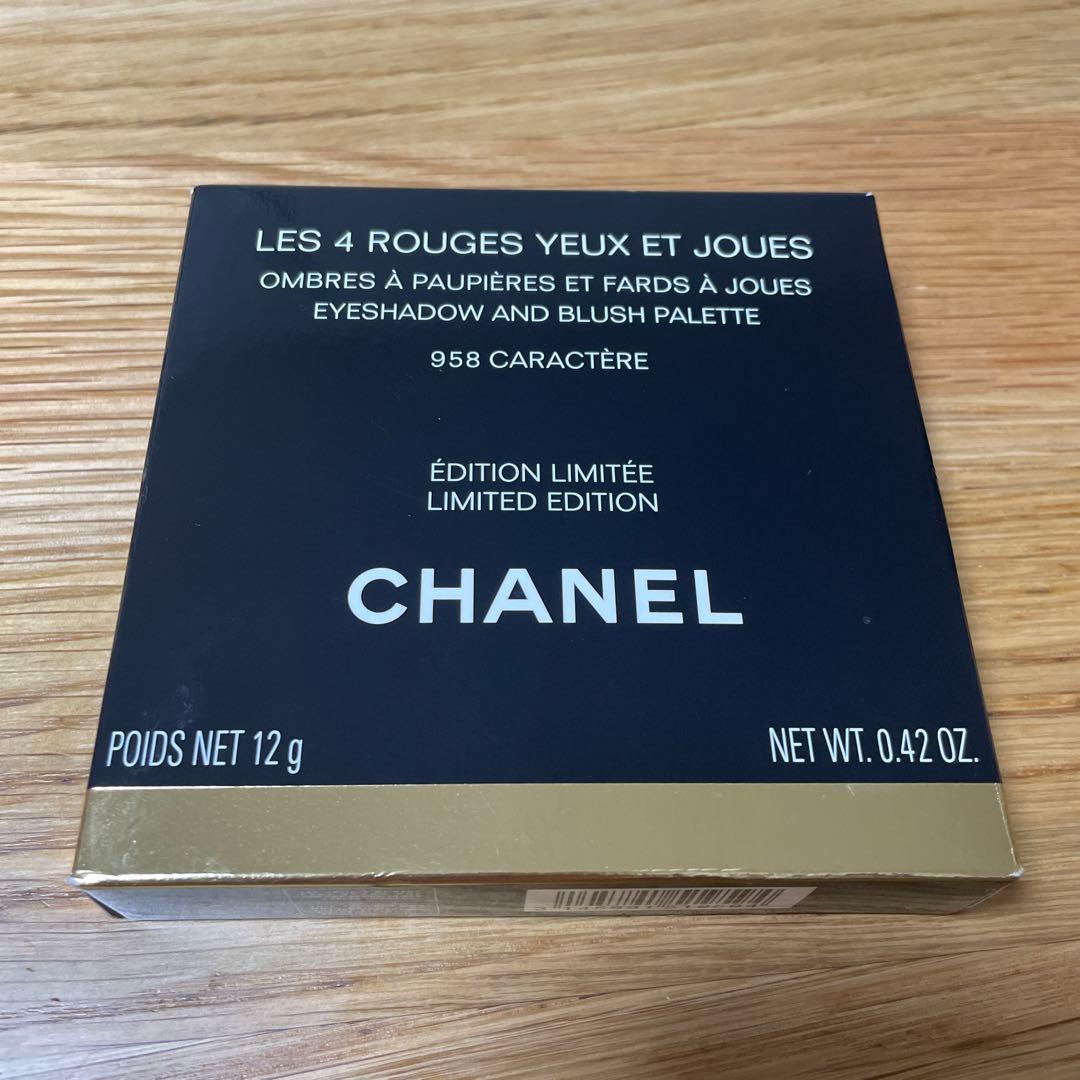 LES 4 ROUGES YEUX ET JOUES
OMBRES À PAUPIÈRES ET FARDS À JOUES
EYESHADOW AND BLUSH PALETTE
958 CARACTÈRE
ÉDITION LIMITÉE
LIMITED EDITION
CHANEL
POIDS NET 12 g
NET WT. 0.42 OZ.